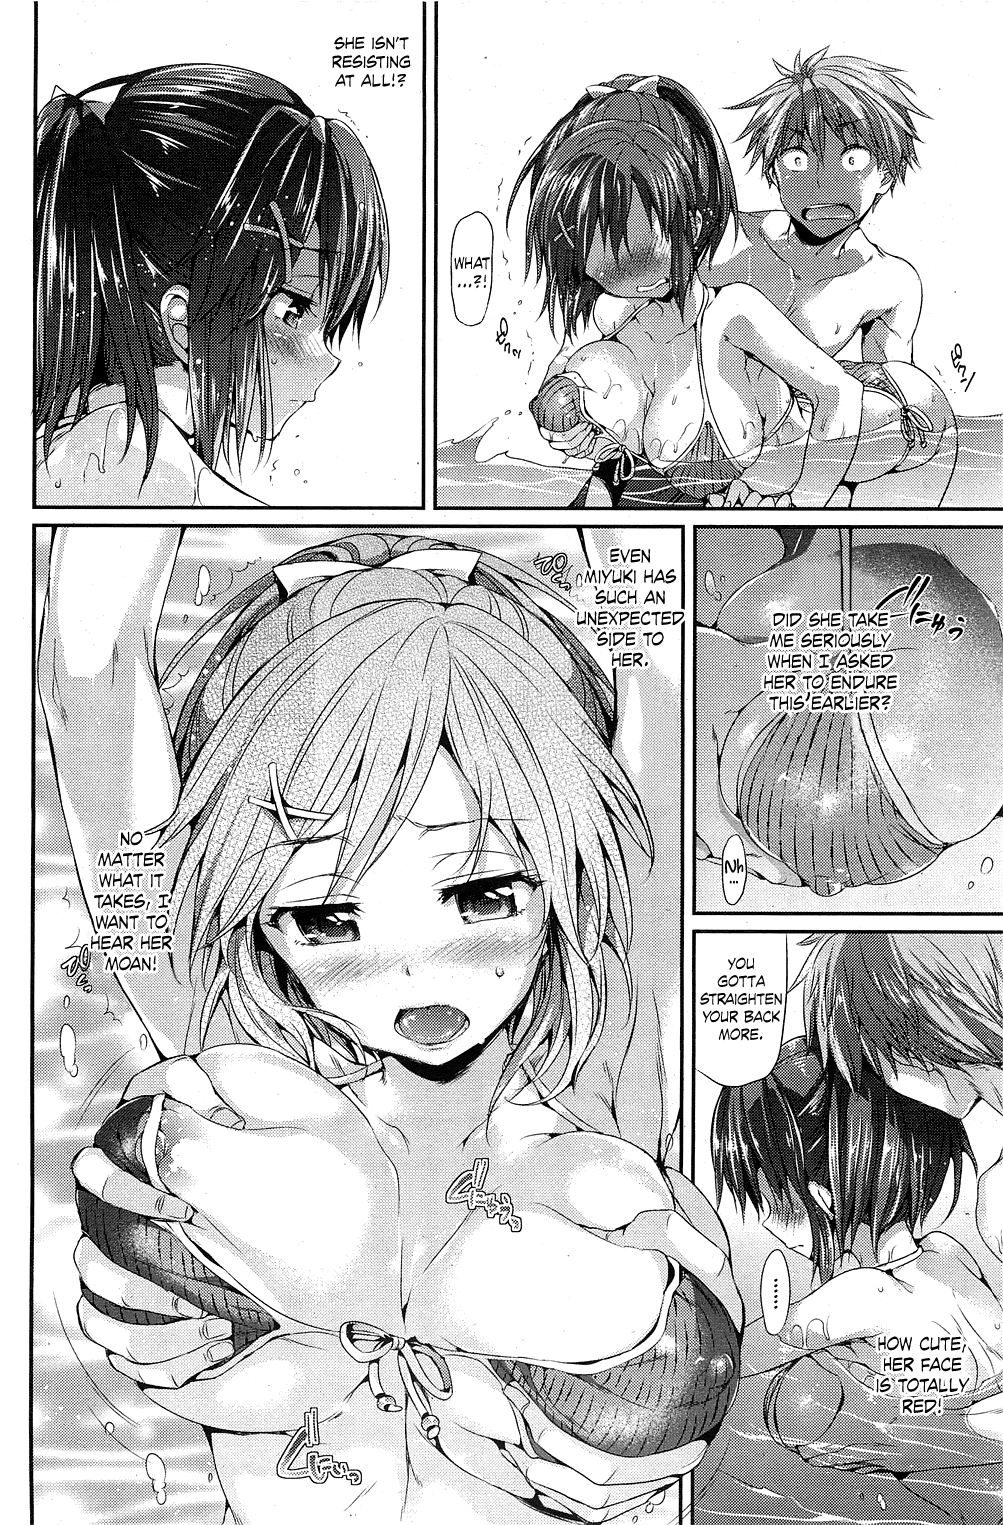 WHAT
...?!
SHE ISN'T
RESISTING
AT ALL!?
DID SHE TAKE
ME SERIOUSLY
WHEN I ASKED
HER TO ENDURE
THIS EARLIER?
Nh
...
EVEN
MIYUKI HAS
SUCH AN
UNEXPECTED
SIDE TO
HER.
NO
MATTER
WHAT IT
TAKES, I
WANT TO
HEAR HER
MOAN!
YOU
GOTTA
STRAIGHTEN
YOUR BACK
MORE.
......
HOW CUTE,
HER FACE
IS TOTALLY
RED!